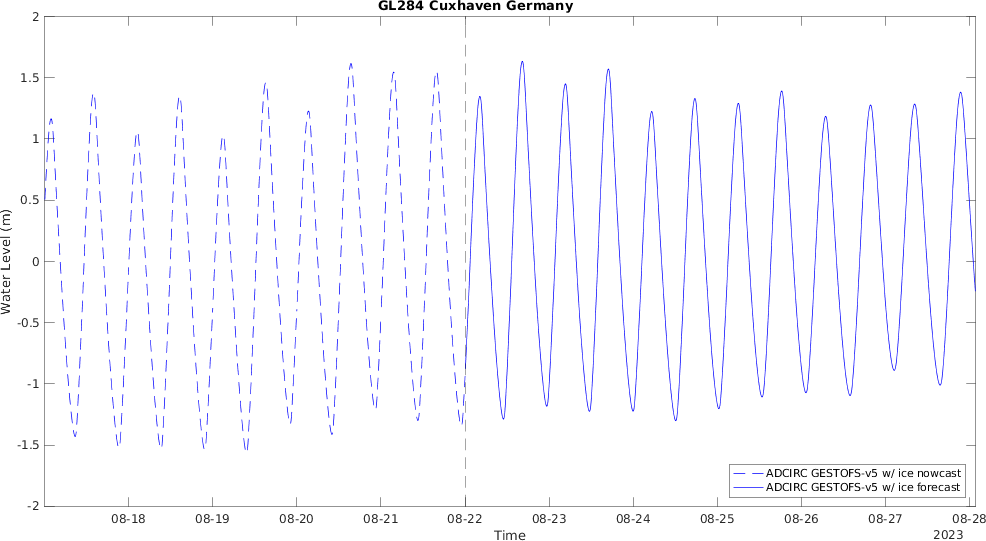 GL284 Cuxhaven Germany
2
1.5
1
0.5
0
-0.5
-1
-1.5
-2
Water Level (m)
ADCIRC GESTOFS-v5 w/ ice nowcast
ADCIRC GESTOFS-v5 w/ ice forecast
08-18 08-19 08-20 08-21 08-22 08-23 08-24 08-25 08-26 08-27 08-28
Time
2023